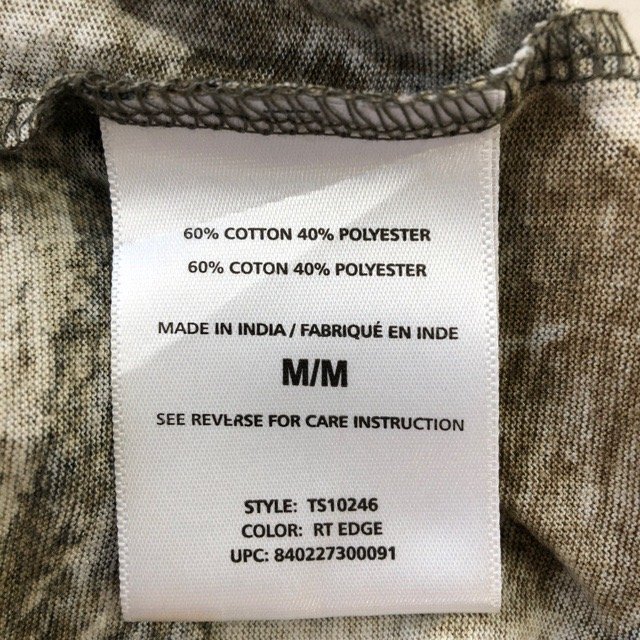 60% COTTON 40% POLYESTER
60% COTON 40% POLYESTER
MADE IN INDIA / FABRIQUÉ EN INDE
M/M
SEE REVERSE FOR CARE INSTRUCTION
STYLE: TS10246
COLOR: RT EDGE
UPC: 840227300091